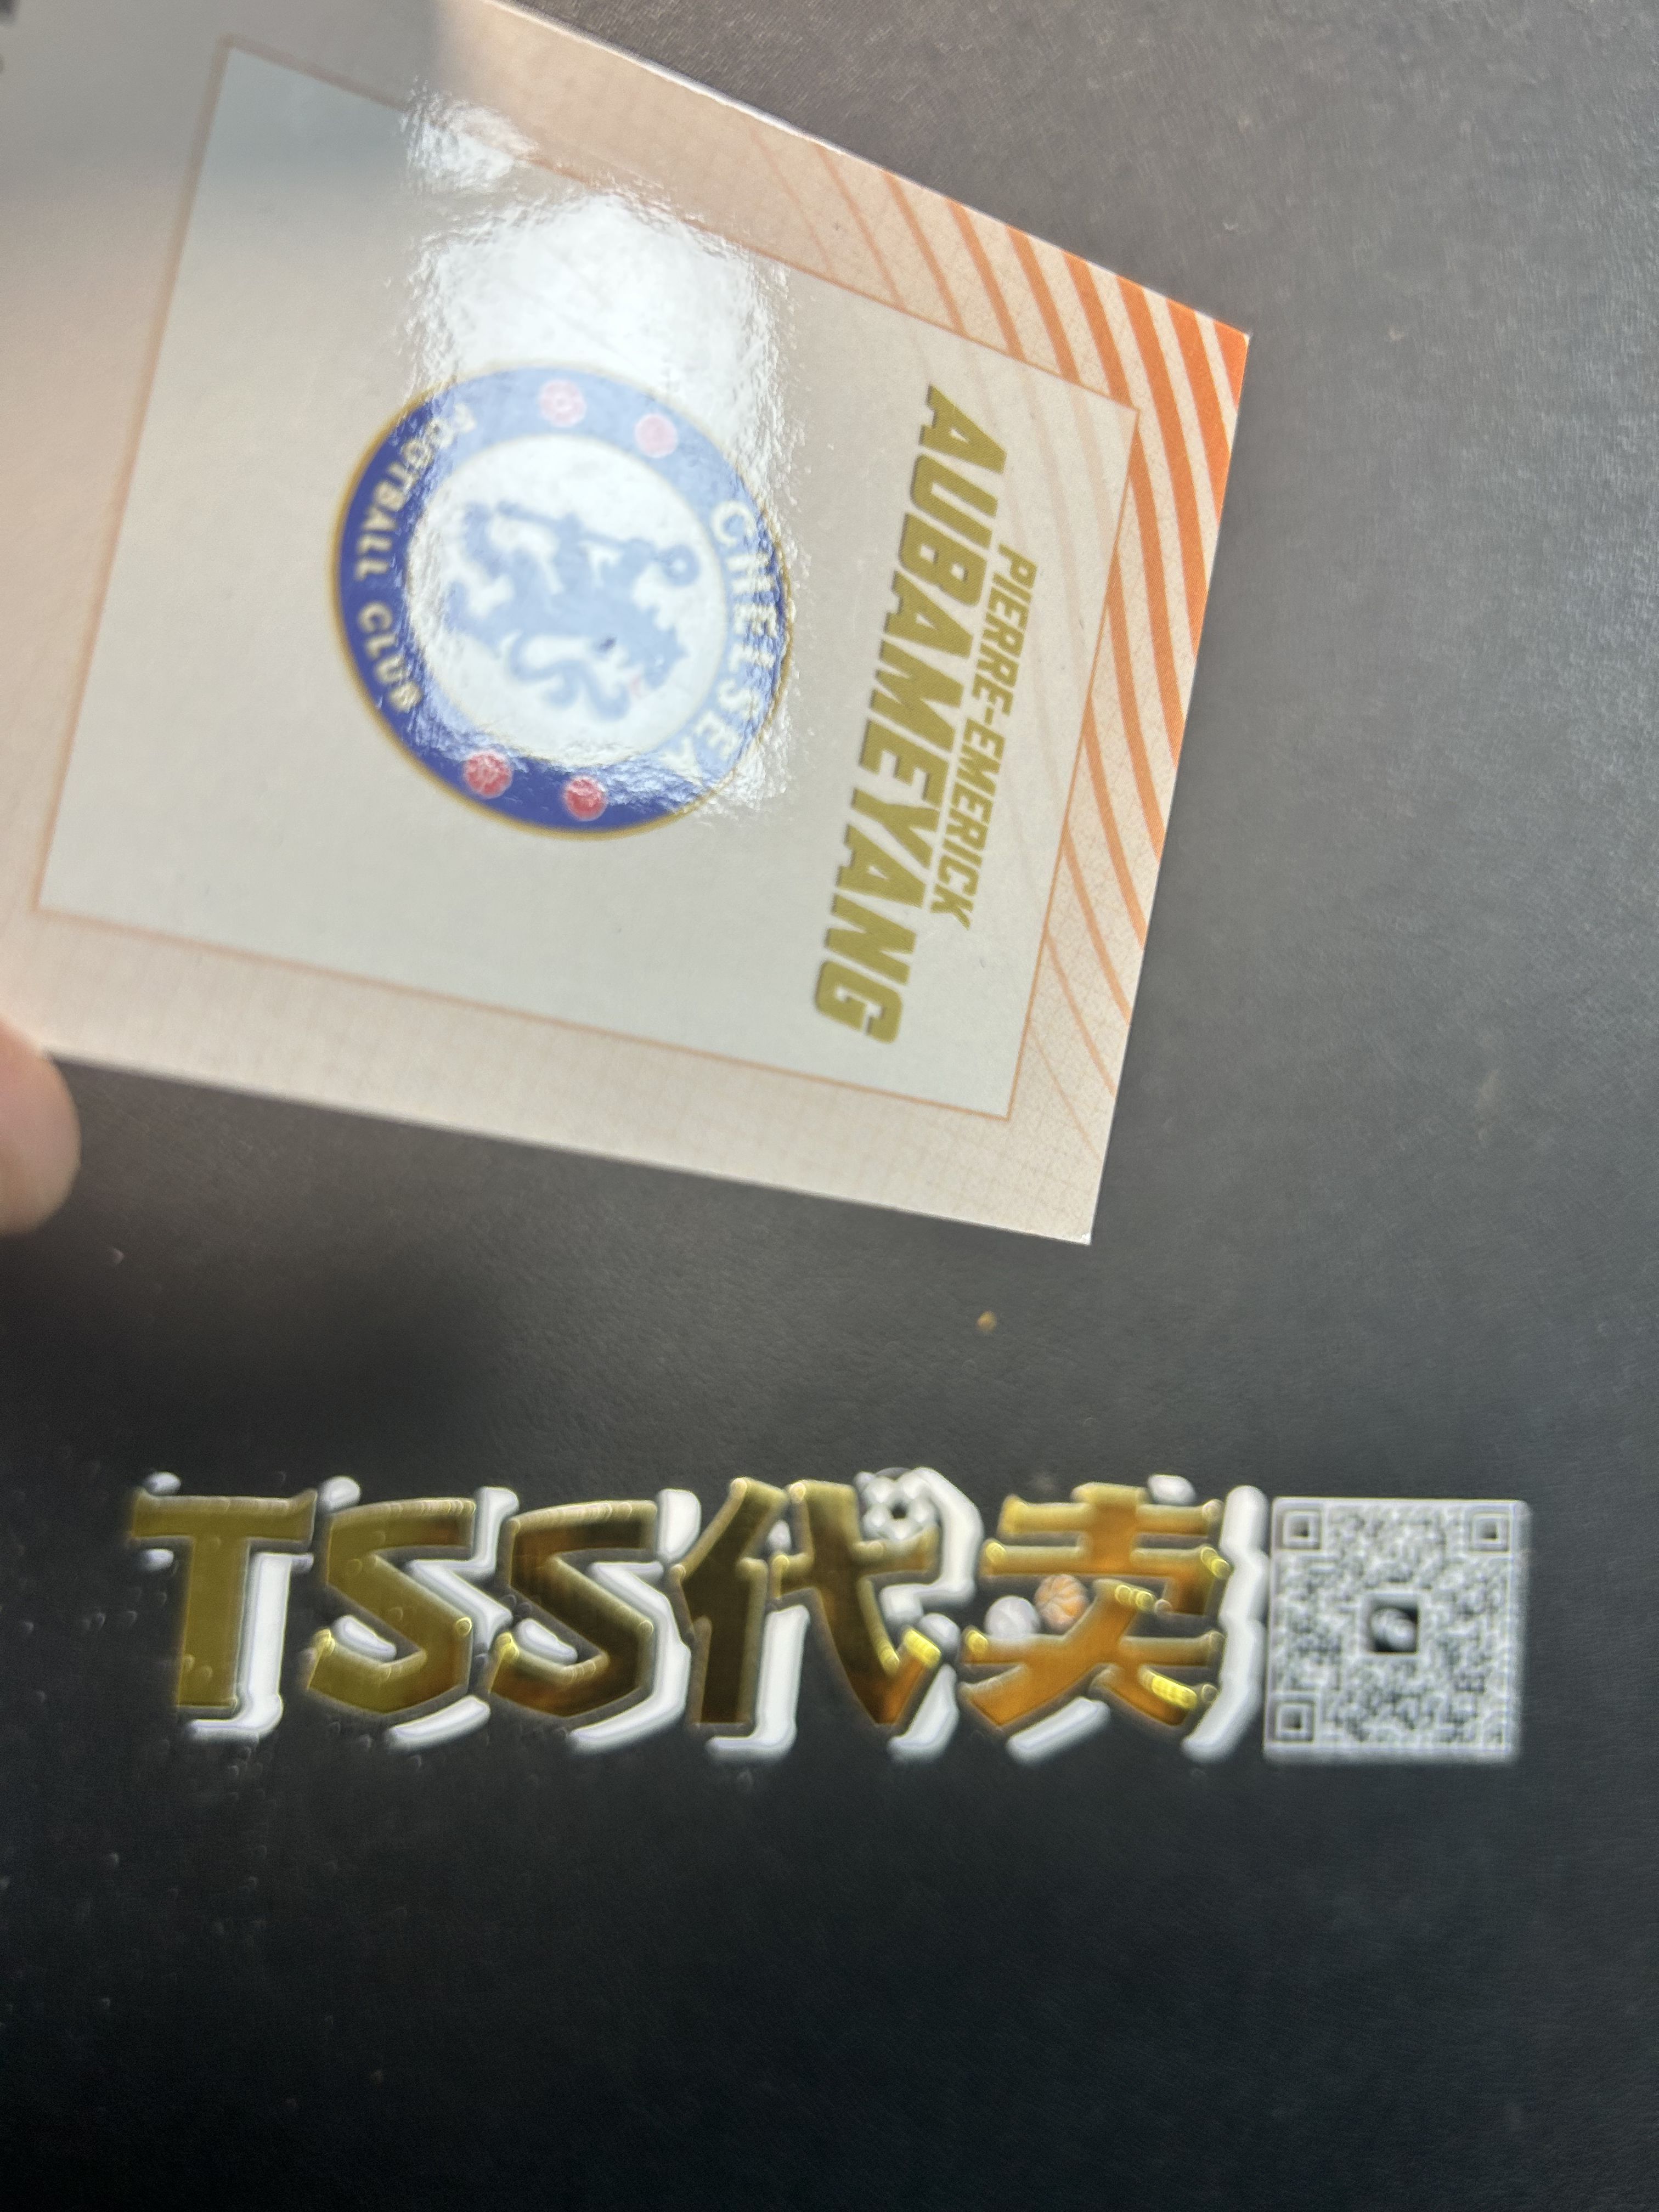 PIERRE-EMERICK
AUBAMEYANG
CHELSEA
FOOTBALL CLUB
TSS代卖